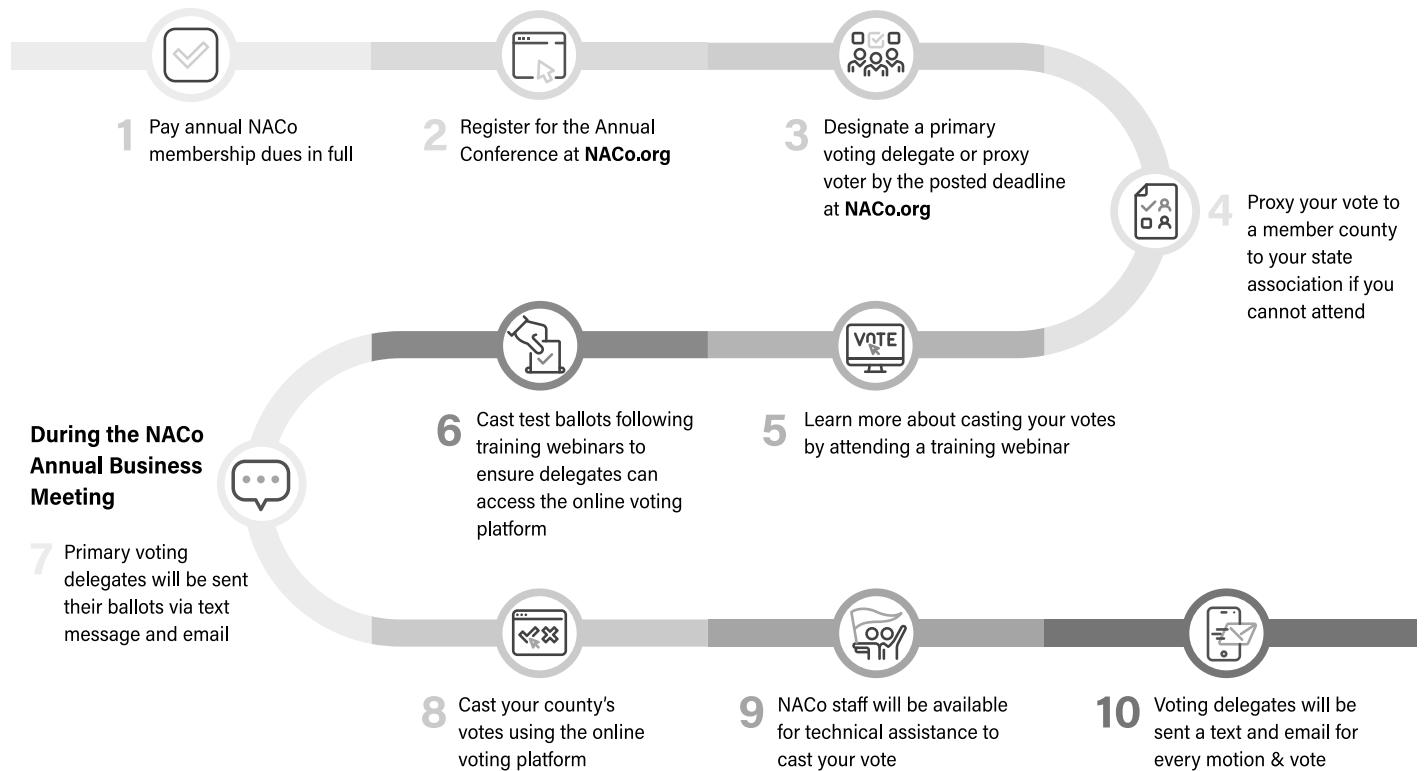 1 Pay annual NACo
membership dues in full
2 Register for the Annual
Conference at NACo.org
3 Designate a primary
voting delegate or proxy
voter by the posted deadline
at NACo.org
4 Proxy your vote to
a member county
to your state
association if you
cannot attend
VOTE
5 Learn more about casting your votes
by attending a training webinar
6 Cast test ballots following
training webinars to
ensure delegates can
access the online voting
platform
During the NACo
Annual Business
Meeting
7 Primary voting
delegates will be sent
their ballots via text
message and email
8 Cast your county's
votes using the online
voting platform
9 NACo staff will be available
for technical assistance to
cast your vote
10 Voting delegates will be
sent a text and email for
every motion & vote